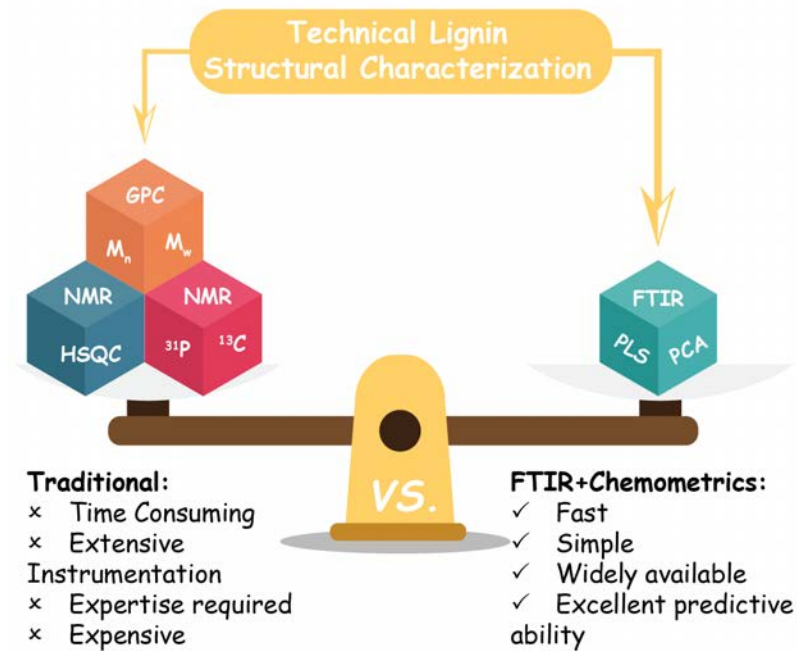 Technical Lignin
Structural Characterization
GPC
Mₙ
M_w
NMR
HSQC
NMR
³¹P
¹³C
FTIR
PLS
PCA
VS.
Traditional:
× Time Consuming
× Extensive
Instrumentation
× Expertise required
× Expensive
FTIR+Chemometrics:
✓ Fast
✓ Simple
✓ Widely available
✓ Excellent predictive
ability